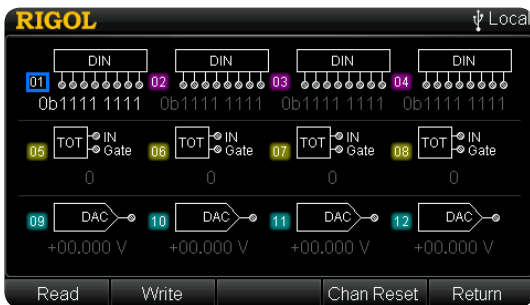 RIGOL Local
DIN DIN DIN DIN
01 02 03 04
0b1111 1111 0b1111 1111 0b1111 1111 0b1111 1111
TOT IN TOT IN TOT IN TOT IN
05 Gate 06 Gate 07 Gate 08 Gate
0 0 0 0
09 DAC 10 DAC 11 DAC 12 DAC
+00.000 V +00.000 V +00.000 V +00.000 V
Read Write Chan Reset Return